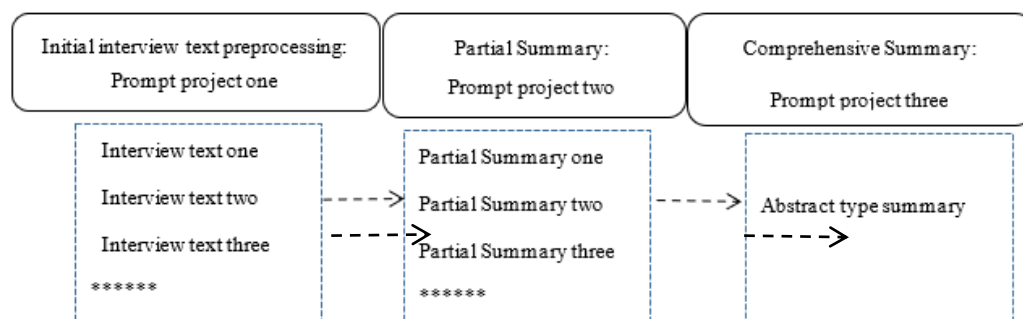 Initial interview text preprocessing:
Prompt project one
Partial Summary:
Prompt project two
Comprehensive Summary:
Prompt project three
Interview text one
Interview text two
Interview text three
******
Partial Summary one
Partial Summary two
Partial Summary three
******
Abstract type summary